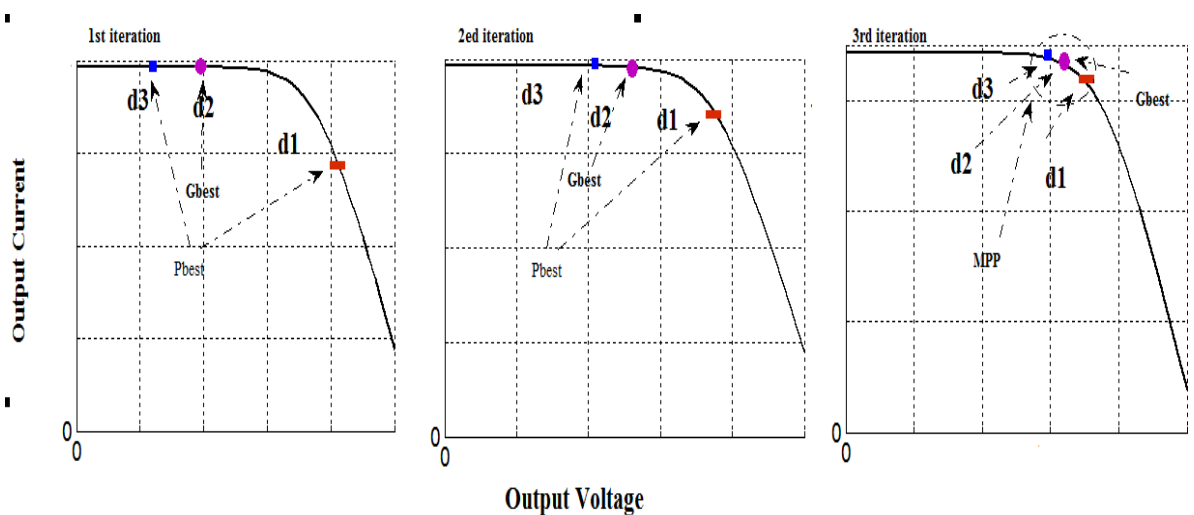 1st iteration
d3
d2
d1
Gbest
Pbest
0
0
2ed iteration
d3
d2
d1
Gbest
Pbest
0
0
3rd iteration
d3
Gbest
d2
d1
MPP
0
0
Output Current
Output Voltage